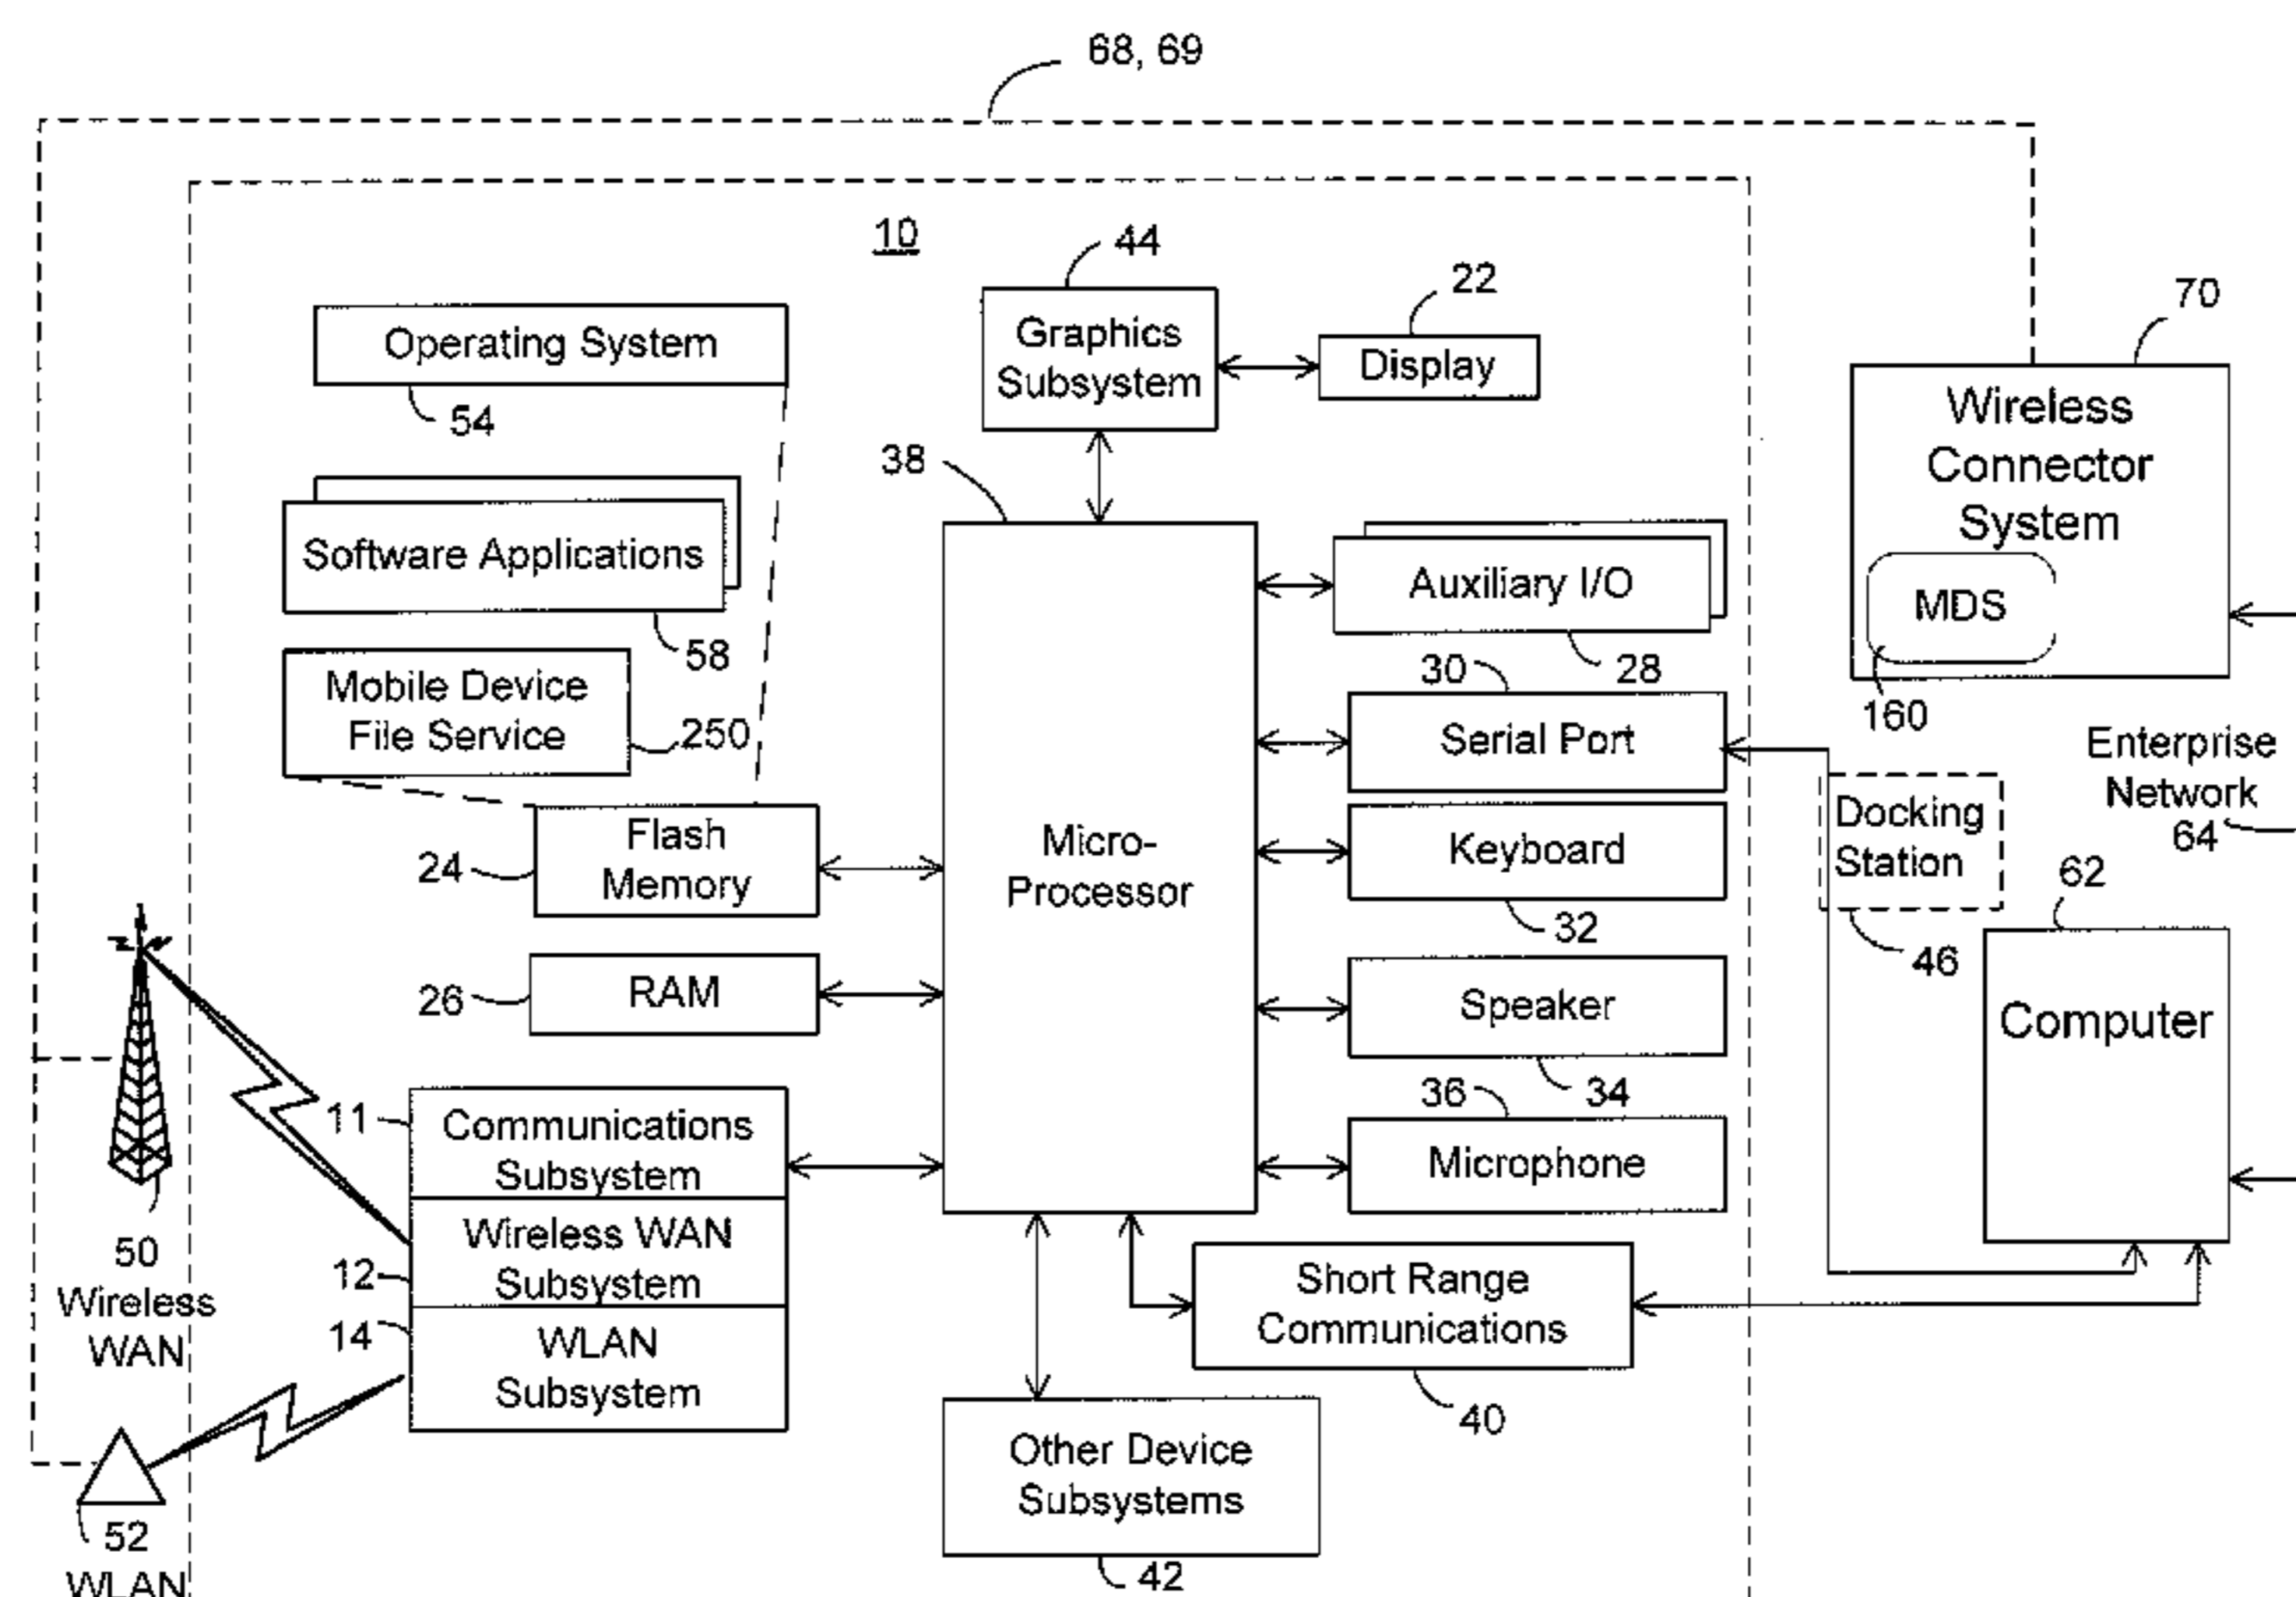 68, 69
10
44
22
70
Operating System
Graphics
Subsystem
Display
Wireless
Connector
System
54
38
Software Applications
Auxiliary I/O
MDS
58
30
28
Mobile Device
File Service
250
Serial Port
160
Enterprise
Network
64
Docking
Station
Flash
Memory
24
Micro-
Processor
Keyboard
62
32
46
26
RAM
Speaker
Computer
34
11
Communications
Subsystem
36
Microphone
50
Wireless
WAN
12
Wireless WAN
Subsystem
Short Range
Communications
14
WLAN
Subsystem
40
Other Device
Subsystems
52
WLAN
42